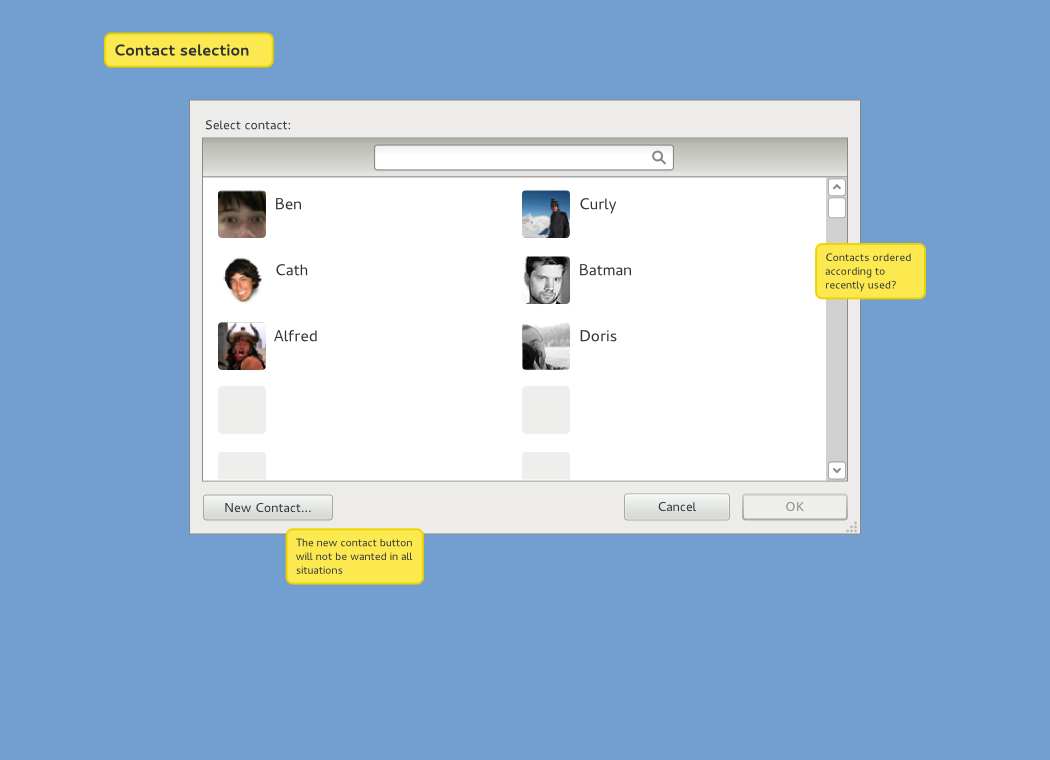 Contact selection
Select contact:
Ben
Curly
Cath
Batman
Alfred
Doris
Contacts ordered
according to
recently used?
New Contact...
Cancel
OK
The new contact button
will not be wanted in all
situations